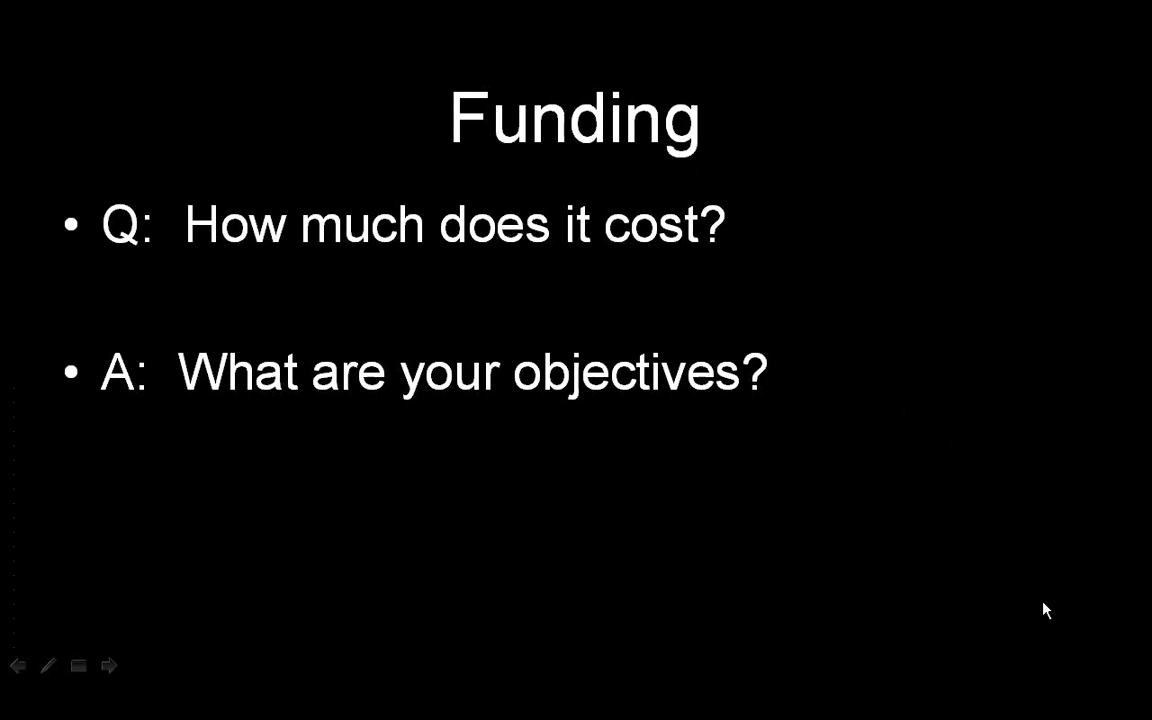 Funding
• Q: How much does it cost?
• A: What are your objectives?